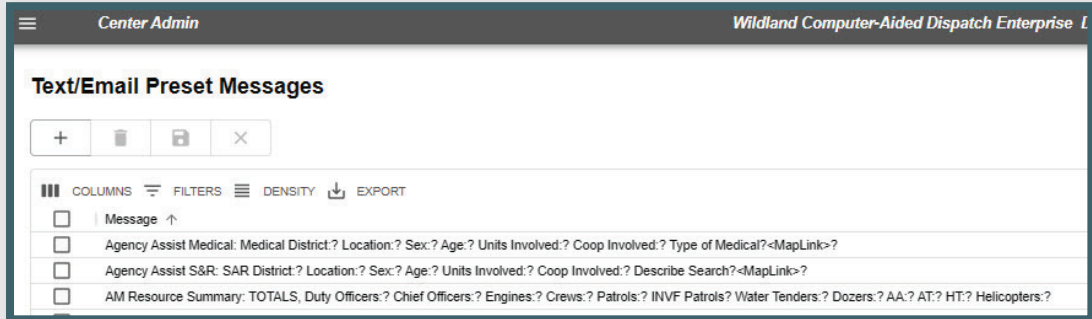 Center Admin
Wildland Computer-Aided Dispatch Enterprise
Text/Email Preset Messages
COLUMNS FILTERS DENSITY EXPORT
Message
Agency Assist Medical: Medical District:? Location:? Sex:? Age:? Units Involved:? Coop Involved:? Type of Medical?<MapLink>?
Agency Assist S&R: SAR District:? Location:? Sex:? Age:? Units Involved:? Coop Involved:? Describe Search?<MapLink>?
AM Resource Summary: TOTALS, Duty Officers:? Chief Officers:? Engines:? Crews:? Patrols:? INVF Patrols? Water Tenders:? Dozers:? AA:? AT:? HT:? Helicopters:?